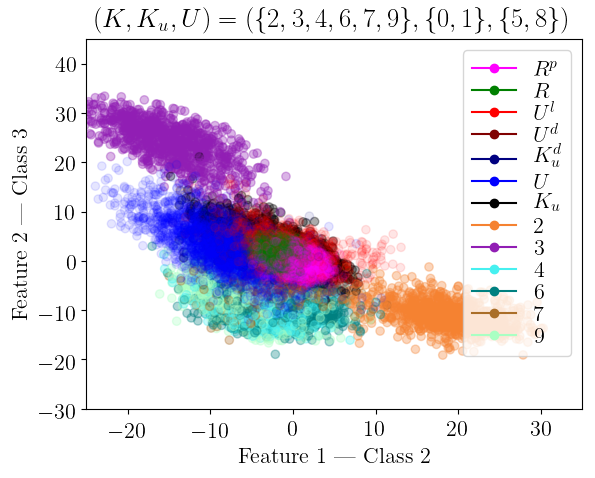 (K, K_u, U) = ({2, 3, 4, 6, 7, 9}, {0, 1}, {5, 8})
40
30
20
10
0
−10
−20
−30
Feature 2 — Class 3
R^p
R
U^l
U^d
K_u^d
U
K_u
2
3
4
6
7
9
−20
−10
0
10
20
30
Feature 1 — Class 2